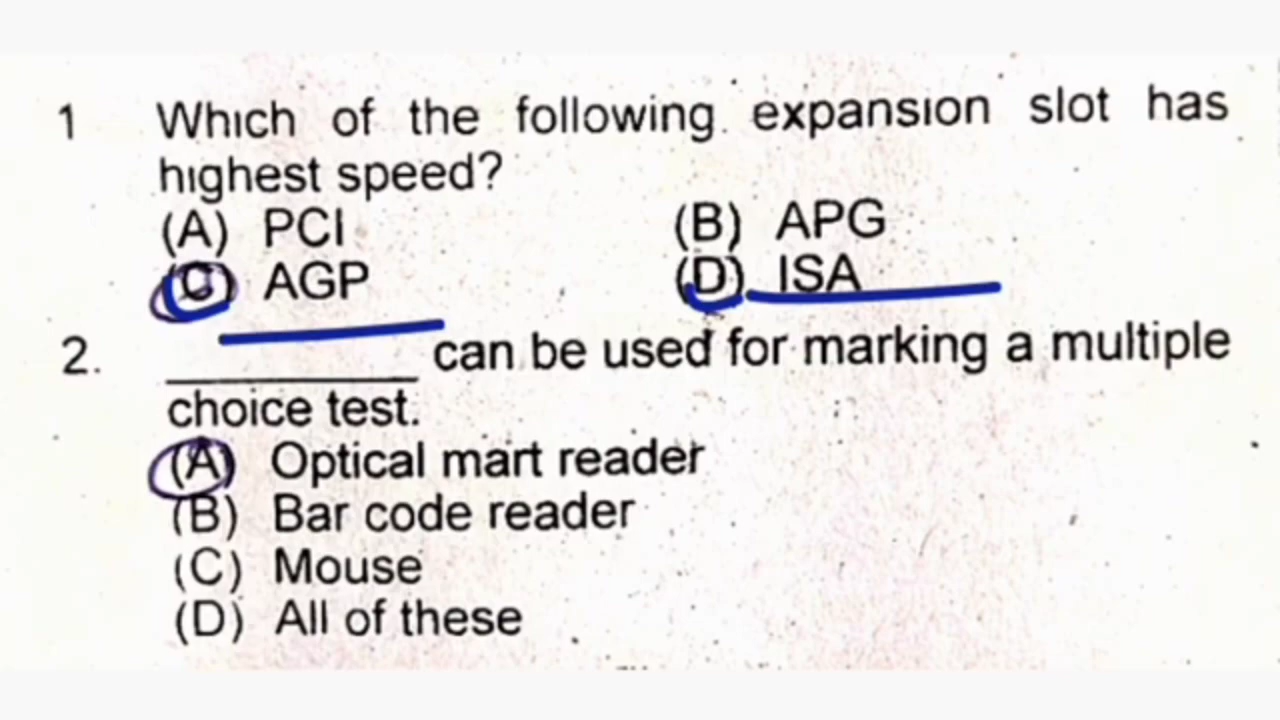 1 Which of the following expansion slot has
highest speed?
(A) PCI (B) APG
(C) AGP (D) ISA
2. ____________ can be used for marking a multiple
choice test.
(A) Optical mart reader
(B) Bar code reader
(C) Mouse
(D) All of these